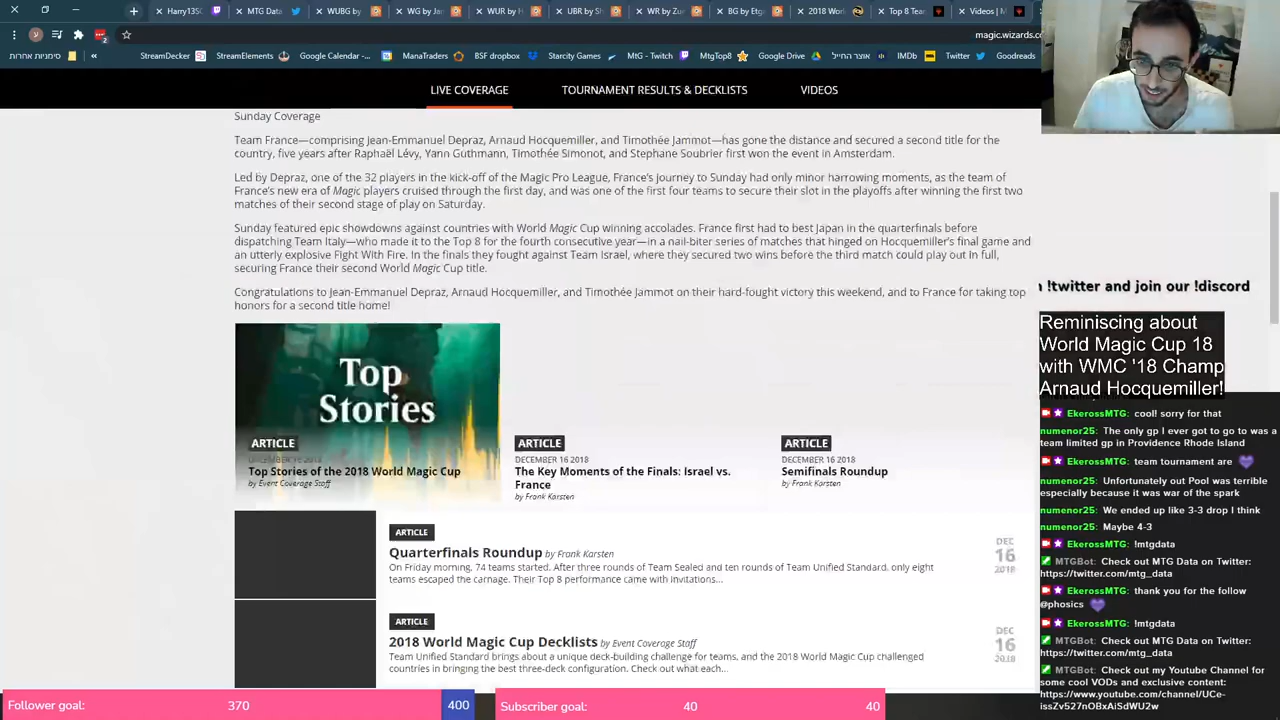 Harry13
MTG Data
WUBG by
WG by Jan
WUR by H
UBR by Sh
WR by Zu
BG by Etg
2018 Worl
Top 8 Tea
Videos | M
magic.wizards.co
סימניות אחרות
StreamDecker
StreamElements
Google Calendar -...
ManaTraders
BSF dropbox
Starcity Games
MtG - Twitch
MtgTop8
Google Drive
אוצר החייל
IMDb
Twitter
Goodreads
LIVE COVERAGE
TOURNAMENT RESULTS & DECKLISTS
VIDEOS
Sunday Coverage
Team France—comprising Jean-Emmanuel Depraz, Arnaud Hocquemiller, and Timothée Jammot—has gone the distance and secured a second title for the
country, five years after Raphaël Lévy, Yann Guthmann, Timothée Simonot, and Stephane Soubrier first won the event in Amsterdam.
Led by Depraz, one of the 32 players in the kick-off of the Magic Pro League, France's journey to Sunday had only minor harrowing moments, as the team of
France's new era of Magic players cruised through the first day, and was one of the first four teams to secure their slot in the playoffs after winning the first two
matches of their second stage of play on Saturday.
Sunday featured epic showdowns against countries with World Magic Cup winning accolades. France first had to best Japan in the quarterfinals before
dispatching Team Italy—who made it to the Top 8 for the fourth consecutive year—in a nail-biter series of matches that hinged on Hocquemiller's final game and
an utterly explosive Fight With Fire. In the finals they fought against Team Israel, where they secured two wins before the third match could play out in full,
securing France their second World Magic Cup title.
Congratulations to Jean-Emmanuel Depraz, Arnaud Hocquemiller, and Timothée Jammot on their hard-fought victory this weekend, and to France for taking top
honors for a second title home!
Top
Stories
ARTICLE
DECEMBER 16 2018
Top Stories of the 2018 World Magic Cup
by Event Coverage Staff
ARTICLE
DECEMBER 16 2018
The Key Moments of the Finals: Israel vs.
France
by Frank Karsten
ARTICLE
DECEMBER 16 2018
Semifinals Roundup
by Frank Karsten
ARTICLE
Quarterfinals Roundup by Frank Karsten
On Friday morning, 74 teams started. After three rounds of Team Sealed and ten rounds of Team Unified Standard, only eight
teams escaped the carnage. Their Top 8 performance came with invitations...
DEC
16
2018
ARTICLE
2018 World Magic Cup Decklists by Event Coverage Staff
Team Unified Standard brings about a unique deck-building challenge for teams, and the 2018 World Magic Cup challenged
countries in bringing the best three-deck configuration. Check out what each...
DEC
16
2018
!twitter and join our !discord
Reminiscing about
World Magic Cup 18
with WMC '18 Champ
Arnaud Hocquemiller!
EkerossMTG: cool! sorry for that
numenor25: The only gp I ever got to go to was a
team limited gp in Providence Rhode Island
EkerossMTG: team tournament are
numenor25: Unfortunately out Pool was terrible
especially because it was war of the spark
numenor25: We ended up like 3-3 drop I think
numenor25: Maybe 4-3
EkerossMTG: !mtgdata
MTGBot: Check out MTG Data on Twitter:
https://twitter.com/mtg_data
EkerossMTG: thank you for the follow
@phosics
EkerossMTG: !mtgdata
MTGBot: Check out MTG Data on Twitter:
https://twitter.com/mtg_data
MTGBot: Check out my Youtube Channel for
some cool VODs and exclusive content:
https://www.youtube.com/channel/UCe-
issZv527nOBxAiSdWU2w
Follower goal:
370
400
Subscriber goal:
40
40